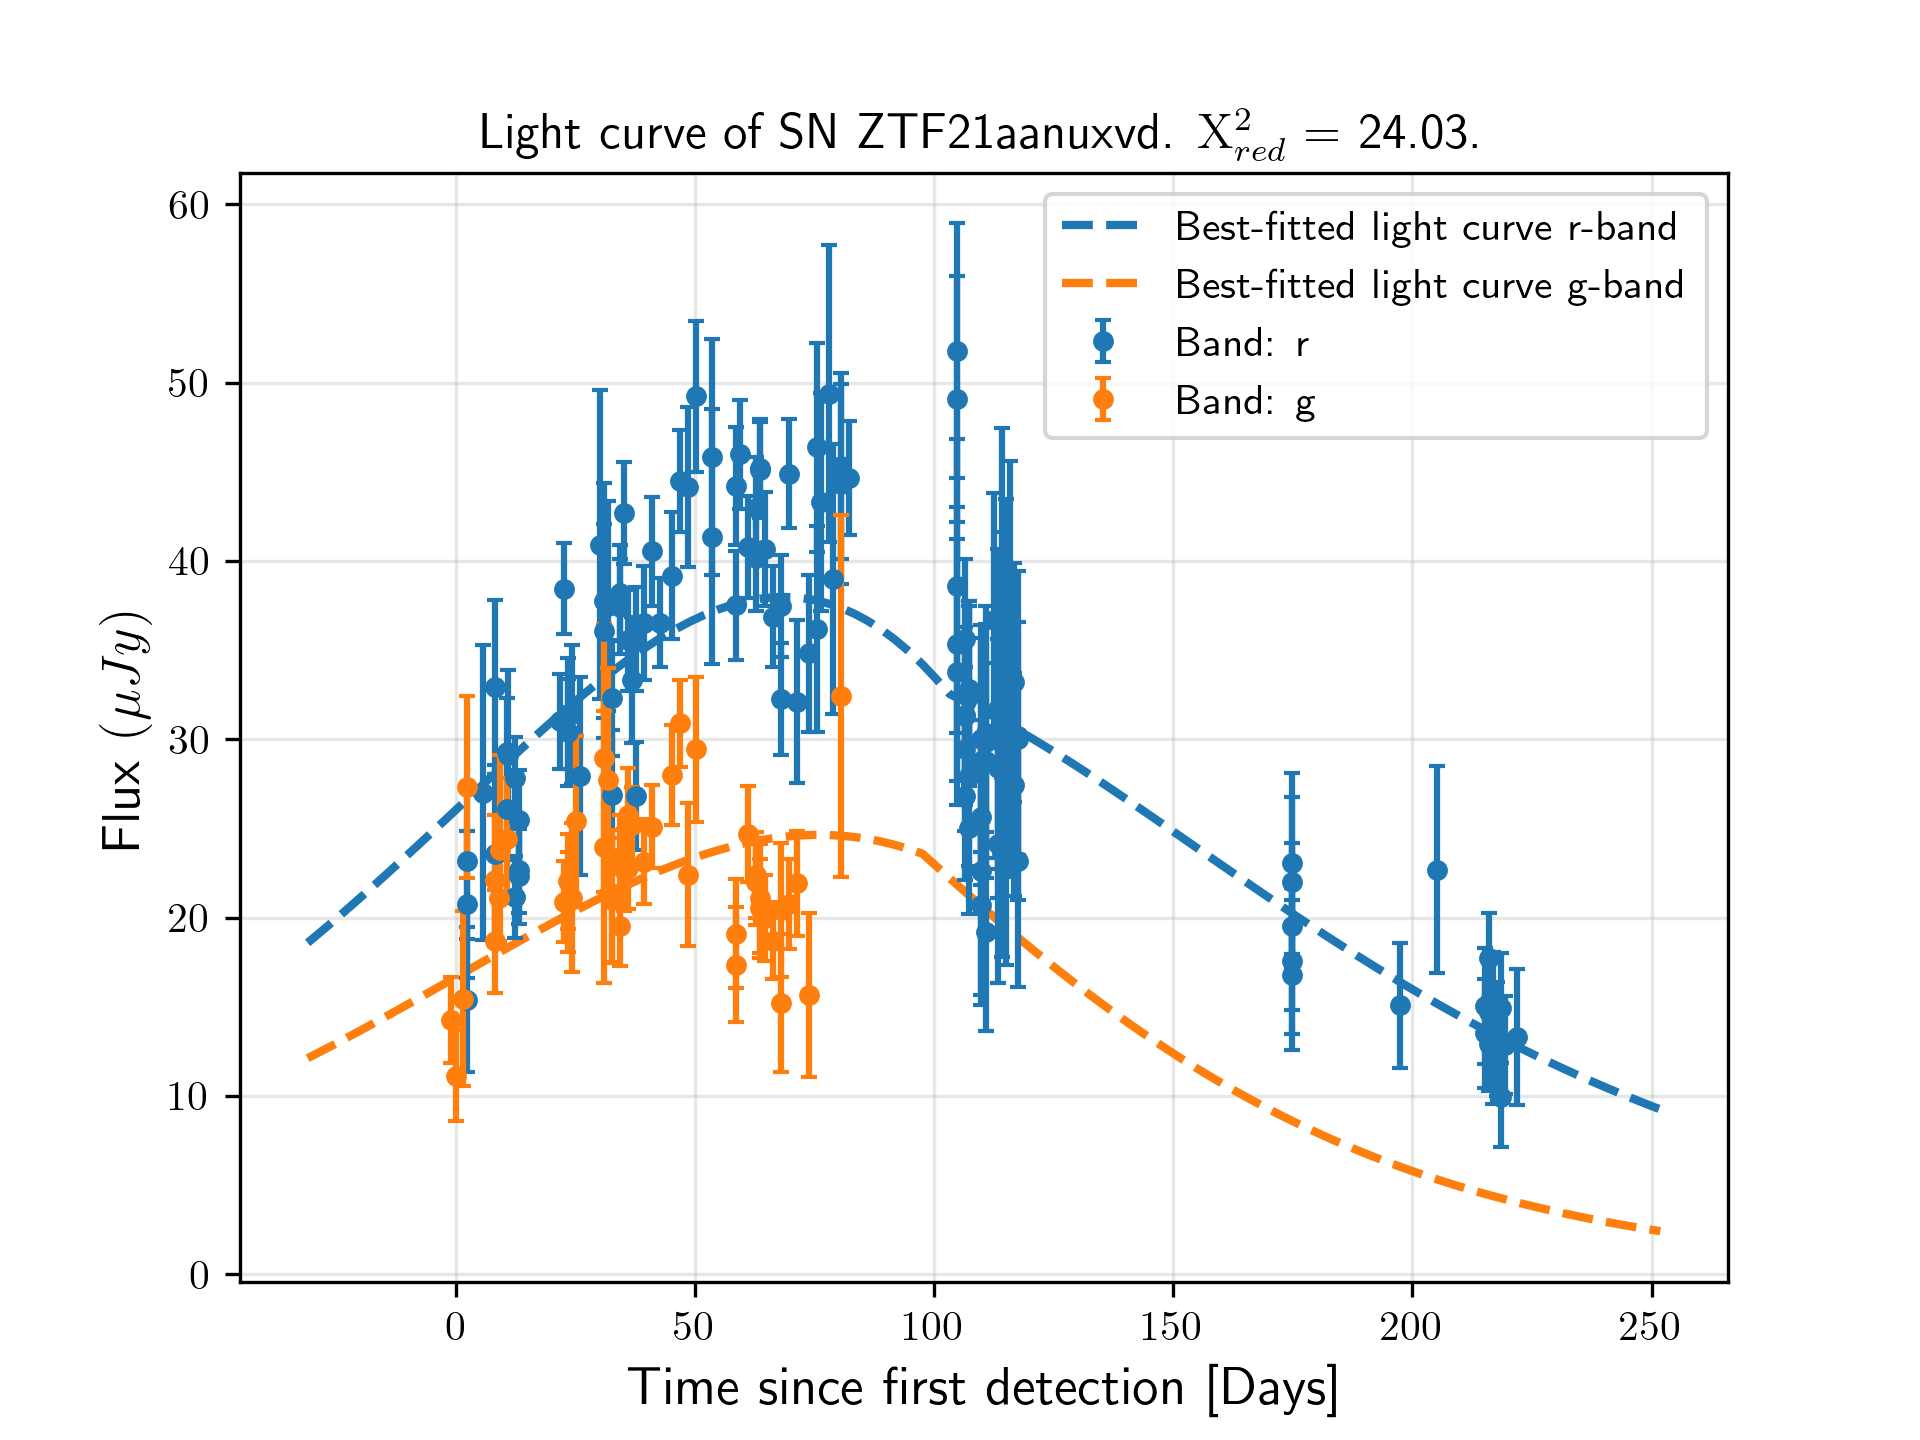 Light curve of SN ZTF21aanuxvd. X²_red = 24.03.
60
50
40
30
20
10
0
Flux (μJy)
Best-fitted light curve r-band
Best-fitted light curve g-band
Band: r
Band: g
0 50 100 150 200 250
Time since first detection [Days]